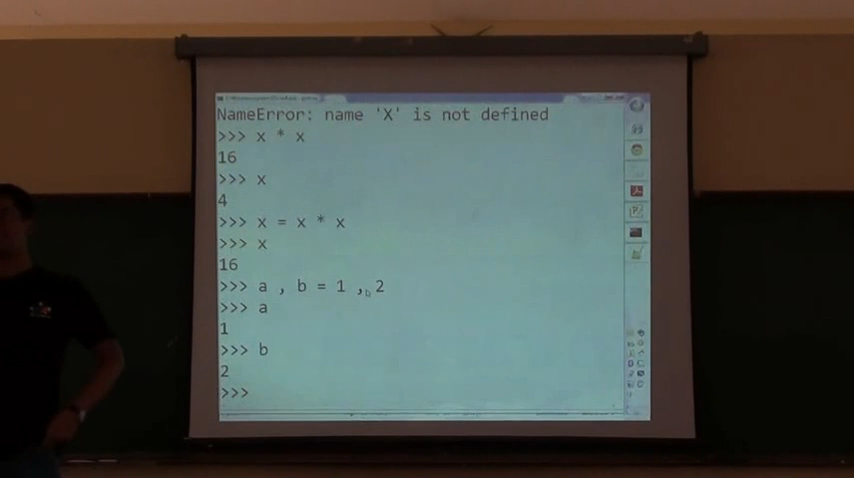 NameError: name 'X' is not defined
>>> x * x
16
>>> x
4
>>> x = x * x
>>> x
16
>>> a , b = 1 , 2
>>> a
1
>>> b
2
>>>